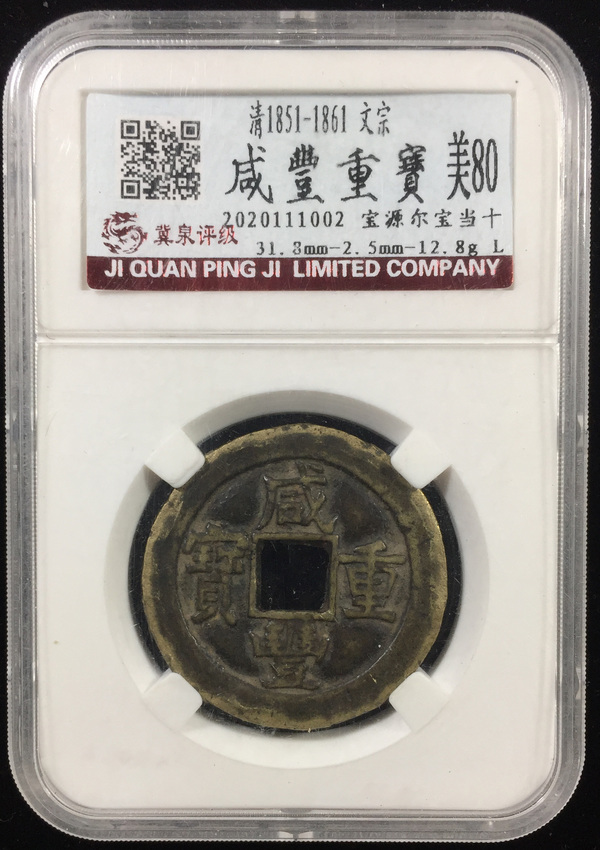 清1851-1861 文宗
咸豐重寶 美80
2020111002 宝源尔宝当十
冀泉评级 31.8mm-2.5mm-12.8g L
JI QUAN PING JI LIMITED COMPANY
咸
寶 重
豐